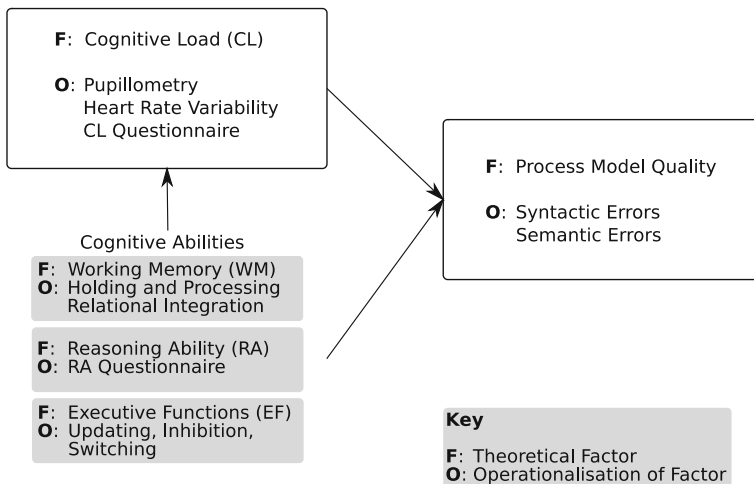 F: Cognitive Load (CL)
O: Pupillometry
Heart Rate Variability
CL Questionnaire
F: Process Model Quality
O: Syntactic Errors
Semantic Errors
Cognitive Abilities
F: Working Memory (WM)
O: Holding and Processing
Relational Integration
F: Reasoning Ability (RA)
O: RA Questionnaire
F: Executive Functions (EF)
O: Updating, Inhibition,
Switching
Key
F: Theoretical Factor
O: Operationalisation of Factor